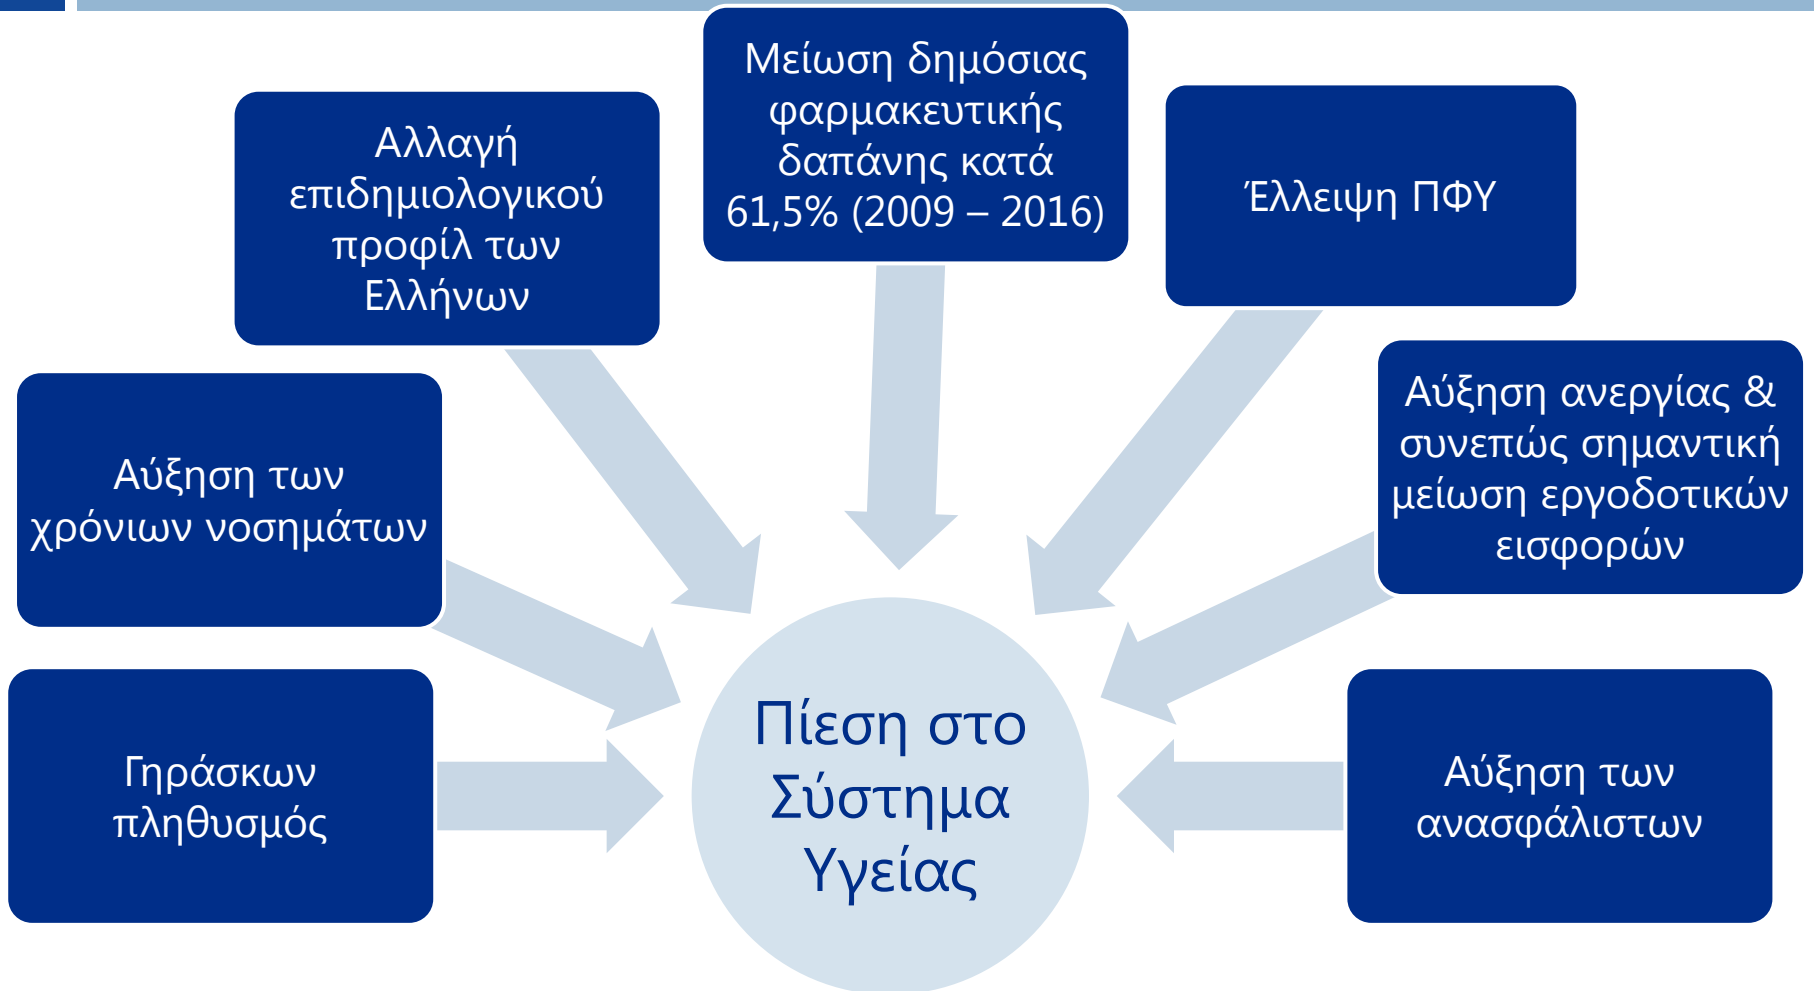 Μείωση δημόσιας
φαρμακευτικής
δαπάνης κατά
61,5% (2009 – 2016)
Αλλαγή
επιδημιολογικού
προφίλ των
Ελλήνων
Έλλειψη ΠΦΥ
Αύξηση των
χρόνιων νοσημάτων
Αύξηση ανεργίας &
συνεπώς σημαντική
μείωση εργοδοτικών
εισφορών
Γηράσκων
πληθυσμός
Πίεση στο
Σύστημα
Υγείας
Αύξηση των
ανασφάλιστων